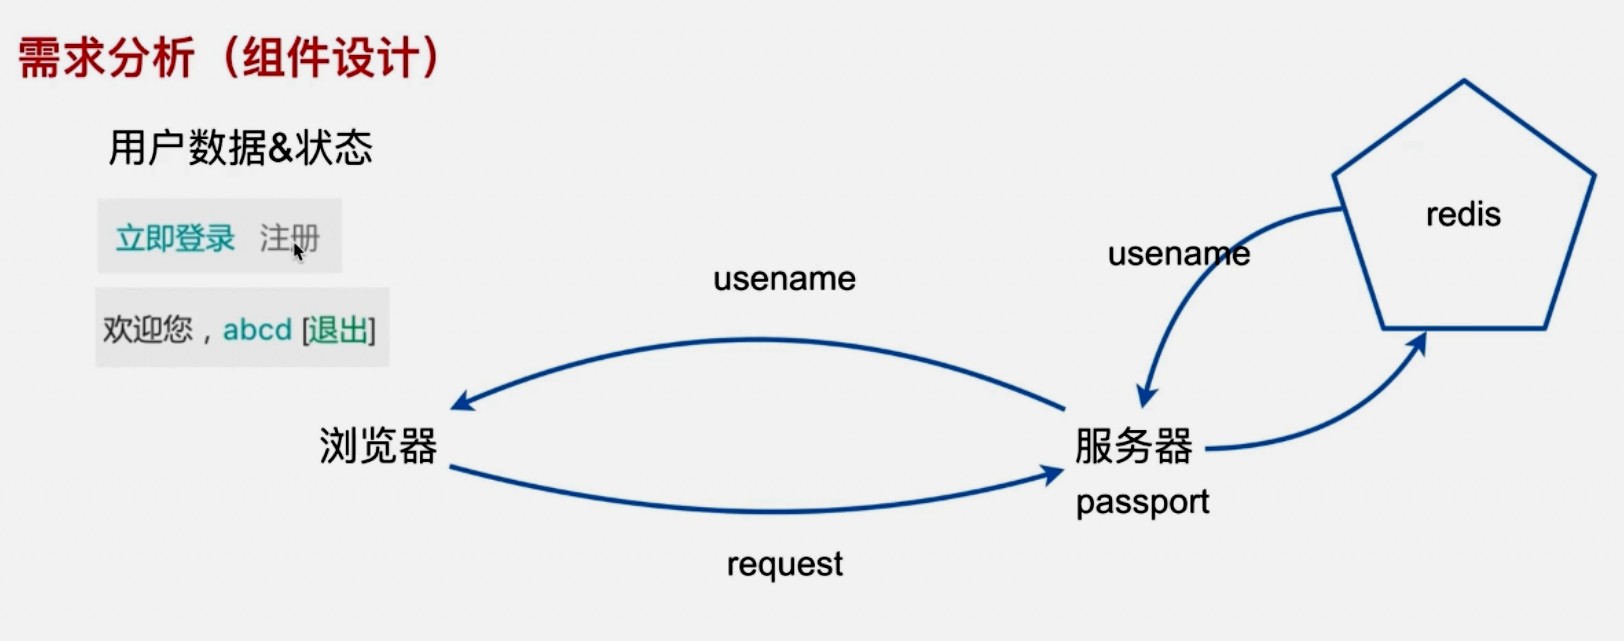 需求分析（组件设计）
用户数据&状态
立即登录 注册
欢迎您，abcd [退出]
usename
usename
redis
浏览器
服务器
passport
request